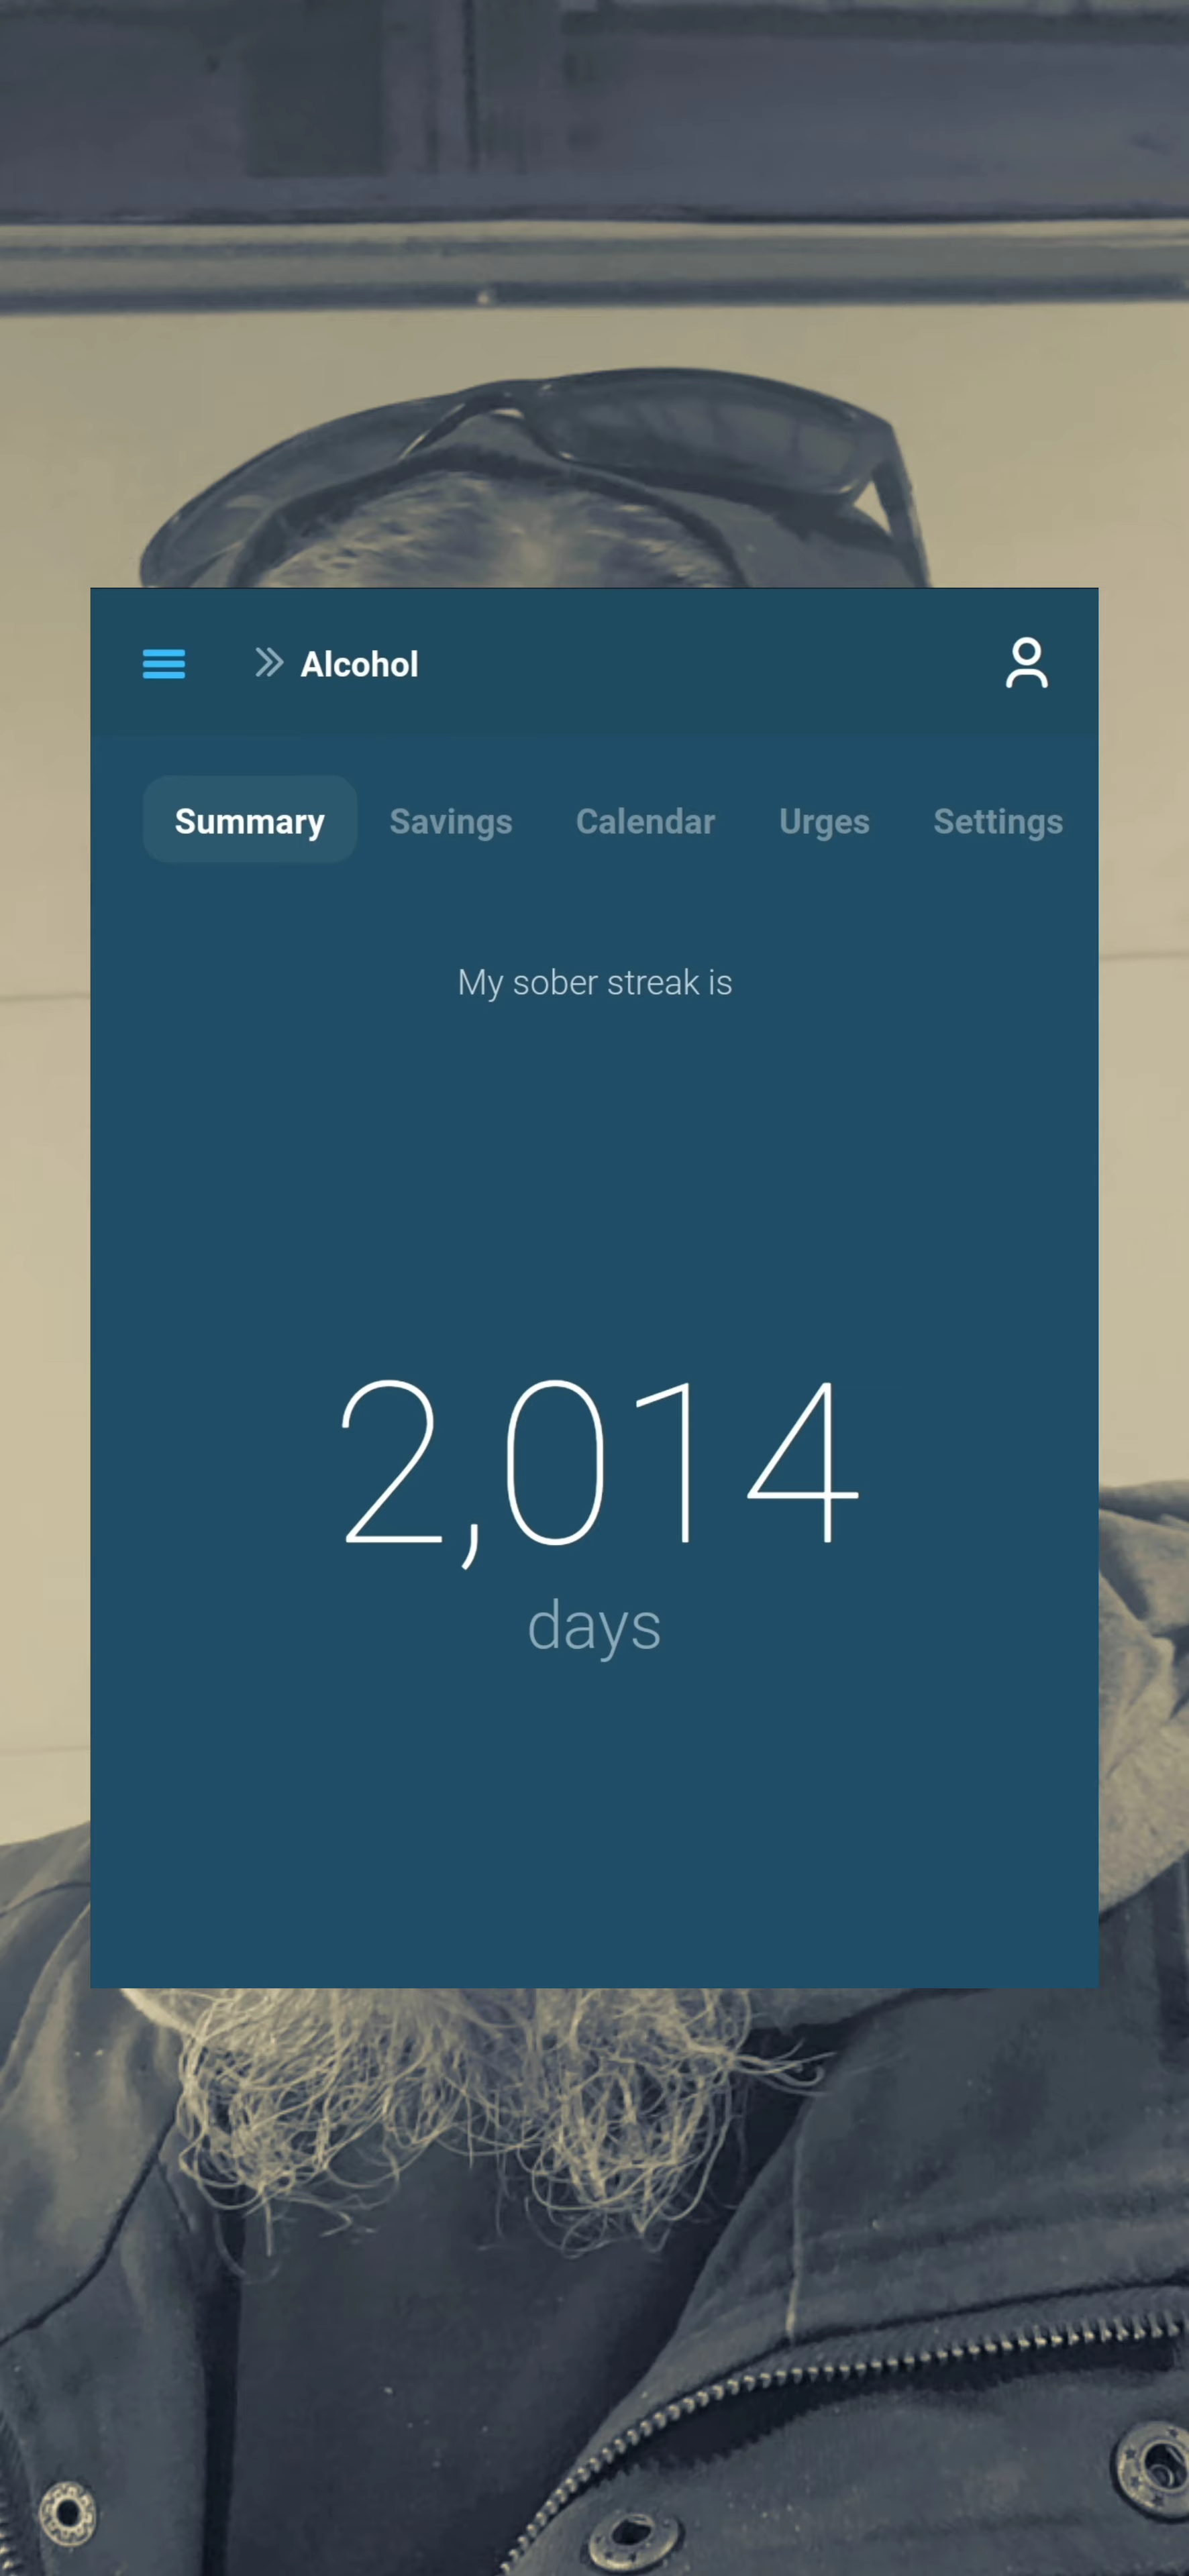 Alcohol
Summary Savings Calendar Urges Settings
My sober streak is
2,014
days